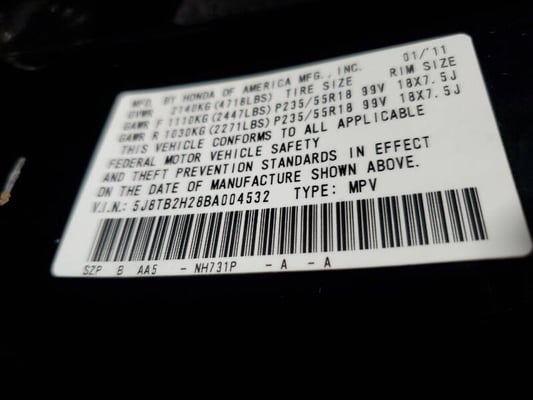 MFD. BY HONDA OF AMERICA MFG., INC. 01/'11
GVWR 2140KG(4718LBS) TIRE SIZE RIM SIZE
GAWR F 1110KG(2447LBS)P235/55R18 99V 18X7.5J
GAWR R 1030KG(2271LBS)P235/55R18 99V 18X7.5J
THIS VEHICLE CONFORMS TO ALL APPLICABLE
FEDERAL MOTOR VEHICLE SAFETY
AND THEFT PREVENTION STANDARDS IN EFFECT
ON THE DATE OF MANUFACTURE SHOWN ABOVE.
V.I.N.: 5J8TB2H28BA004532 TYPE: MPV
SZP B AA5 - NH731P - A - A